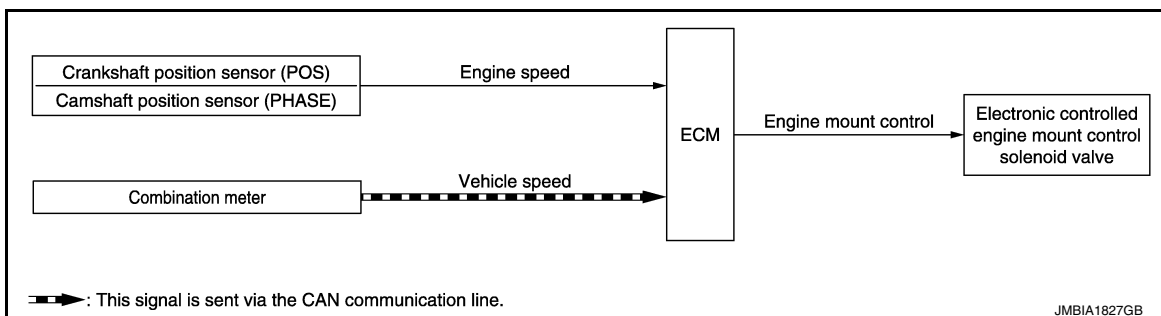 Crankshaft position sensor (POS)
Camshaft position sensor (PHASE)
Engine speed
Combination meter
Vehicle speed
ECM
Engine mount control
Electronic controlled
engine mount control
solenoid valve
: This signal is sent via the CAN communication line.
JMBIA1827GB